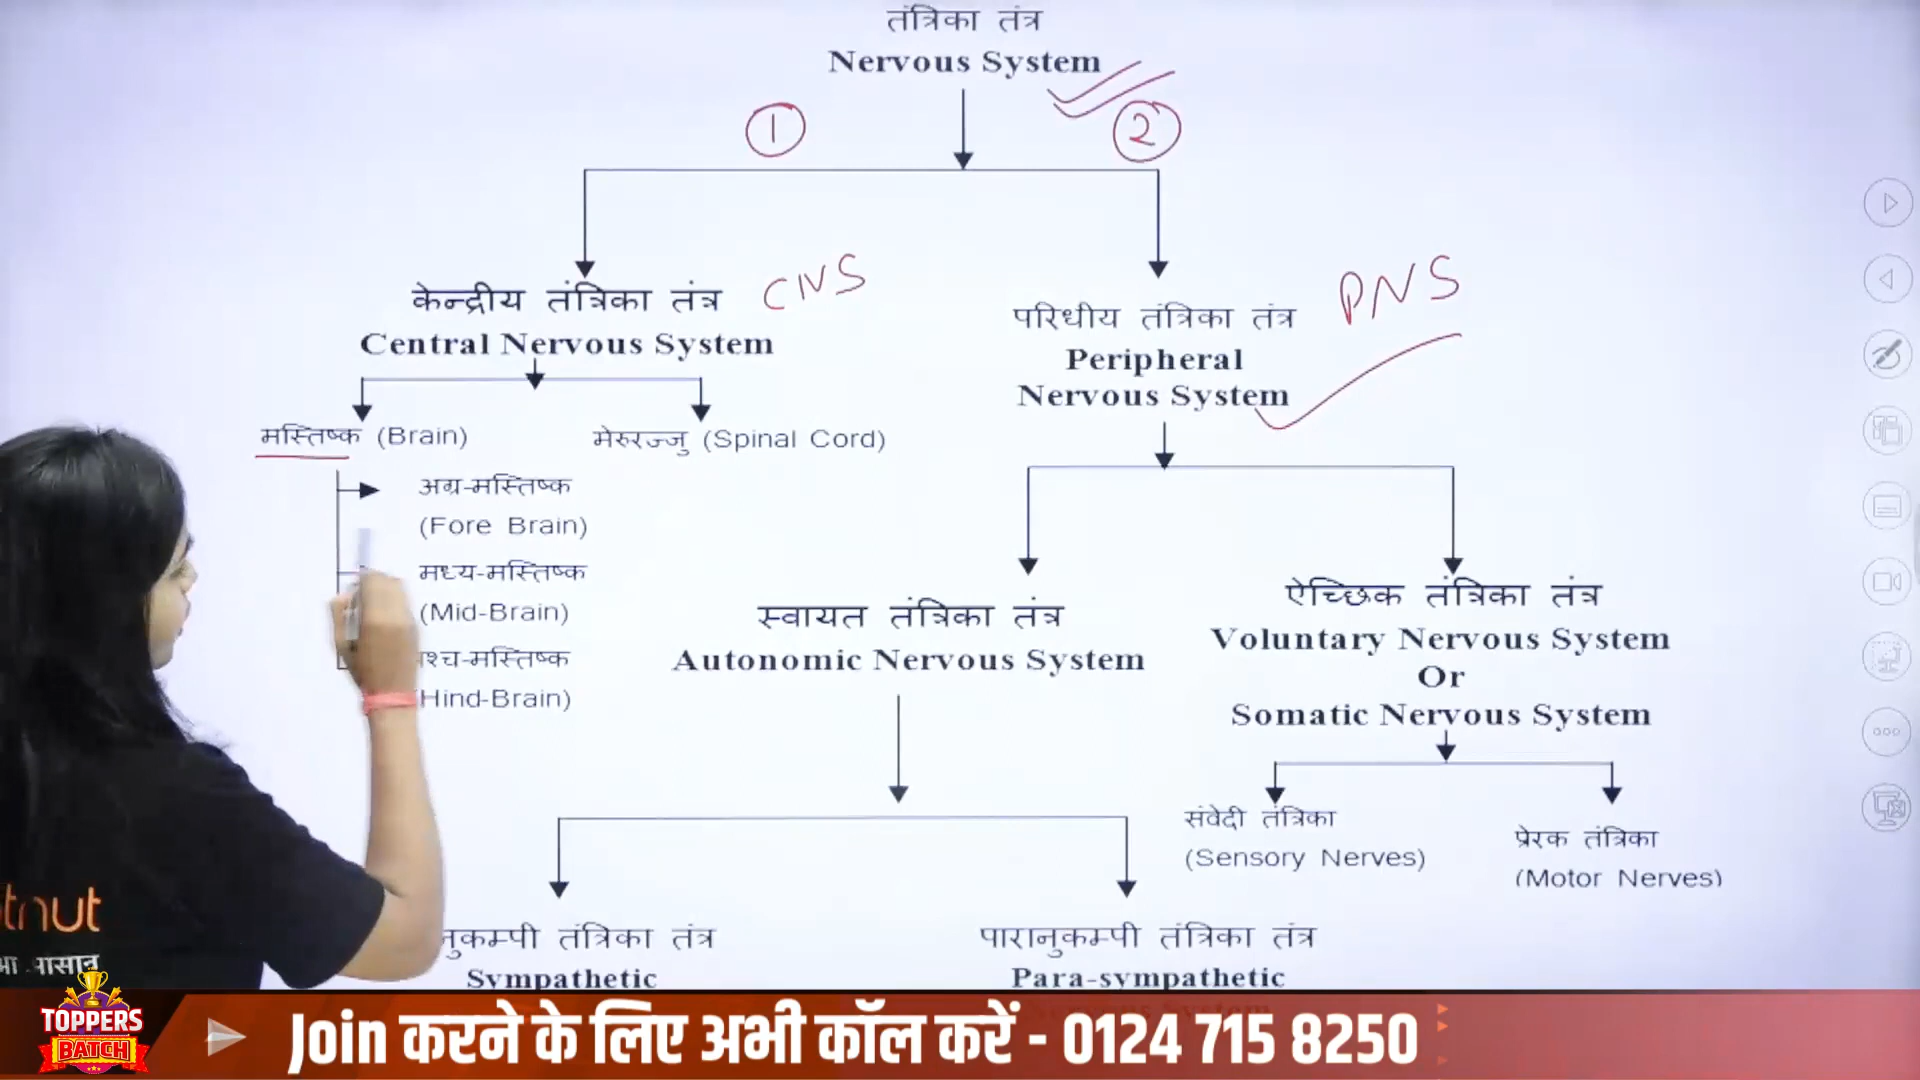 तंत्रिका तंत्र
Nervous System
1
2
केन्द्रीय तंत्रिका तंत्र CNS
Central Nervous System
परिधीय तंत्रिका तंत्र PNS
Peripheral
Nervous System
मस्तिष्क (Brain)
मेरुरज्जु (Spinal Cord)
अग्र-मस्तिष्क
(Fore Brain)
मध्य-मस्तिष्क
(Mid-Brain)
श्च-मस्तिष्क
Hind-Brain)
स्वायत तंत्रिका तंत्र
Autonomic Nervous System
ऐच्छिक तंत्रिका तंत्र
Voluntary Nervous System
Or
Somatic Nervous System
संवेदी तंत्रिका
(Sensory Nerves)
प्रेरक तंत्रिका
(Motor Nerves)
नुकम्पी तंत्रिका तंत्र
Sympathetic
पारानुकम्पी तंत्रिका तंत्र
Para-sympathetic
tnut
TOPPERS
BATCH
Join करने के लिए अभी कॉल करें - 0124 715 8250